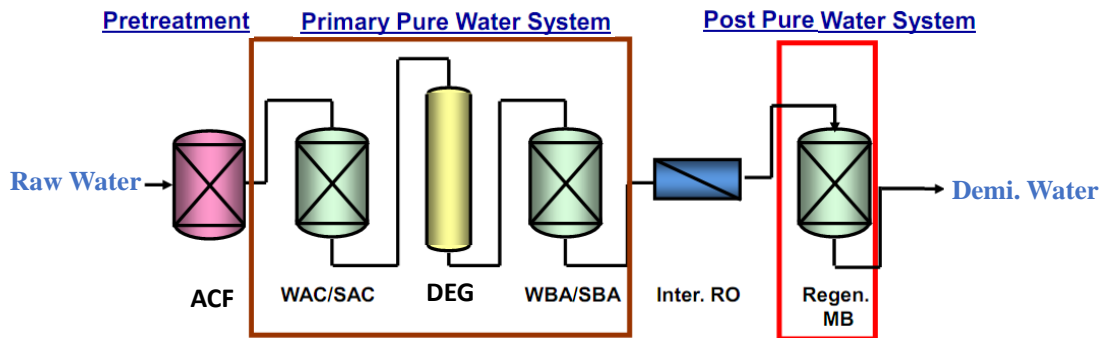 Pretreatment
Primary Pure Water System
Post Pure Water System
Raw Water
Demi. Water
ACF
WAC/SAC
DEG
WBA/SBA
Inter. RO
Regen.
MB